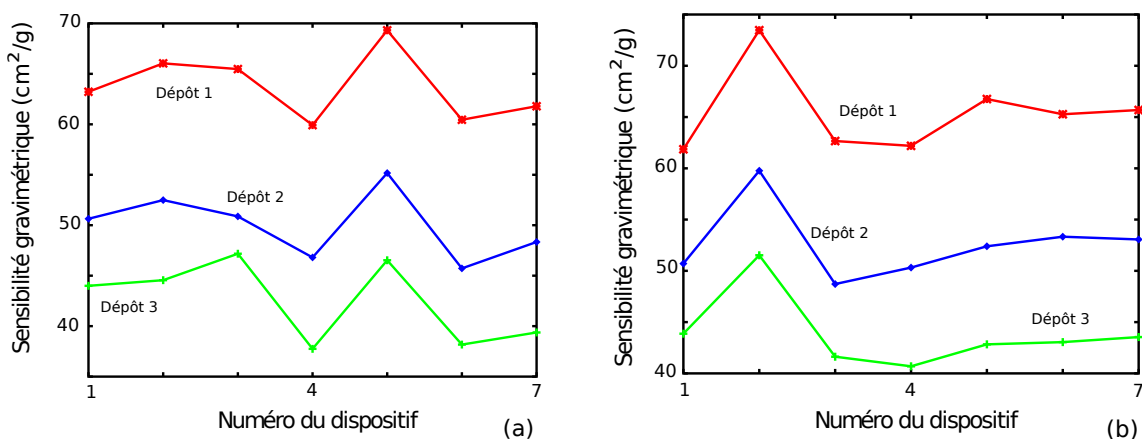 Sensibilité gravimétrique (cm²/g)
70
60
50
40
Dépôt 1
Dépôt 2
Dépôt 3
1
4
7
Numéro du dispositif
(a)
Sensibilité gravimétrique (cm²/g)
70
60
50
40
Dépôt 1
Dépôt 2
Dépôt 3
1
4
7
Numéro du dispositif
(b)